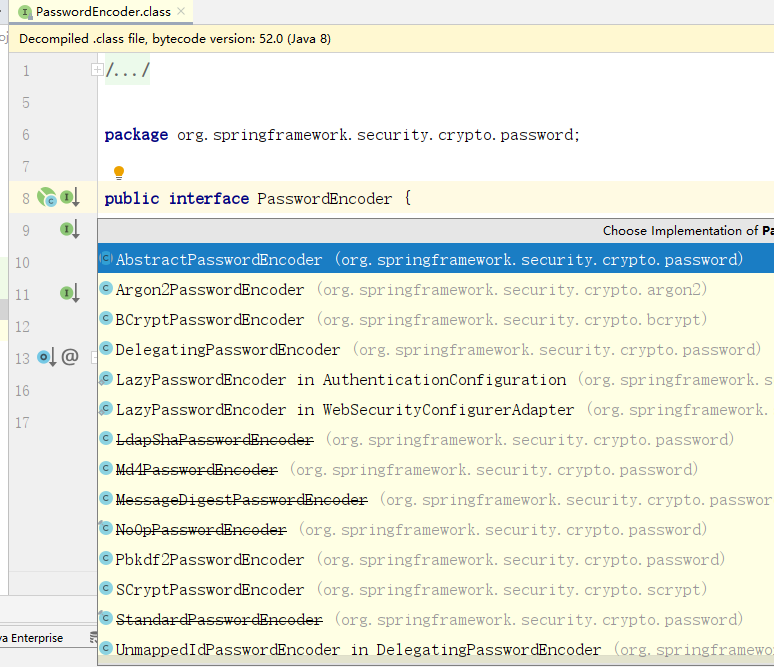 PasswordEncoder.class
Decompiled .class file, bytecode version: 52.0 (Java 8)
1 /.../
5
6 package org.springframework.security.crypto.password;
7
8 public interface PasswordEncoder {
9
Choose Implementation of Pa
10 AbstractPasswordEncoder (org.springframework.security.crypto.password)
11 Argon2PasswordEncoder (org.springframework.security.crypto.argon2)
12 BCryptPasswordEncoder (org.springframework.security.crypto.bcrypt)
13 @ DelegatingPasswordEncoder (org.springframework.security.crypto.password)
16 LazyPasswordEncoder in AuthenticationConfiguration (org.springframework.s
17 LazyPasswordEncoder in WebSecurityConfigurerAdapter (org.springframework.
LdapShaPasswordEncoder (org.springframework.security.crypto.password)
Md4PasswordEncoder (org.springframework.security.crypto.password)
MessageDigestPasswordEncoder (org.springframework.security.crypto.passwor
NoOpPasswordEncoder (org.springframework.security.crypto.password)
Pbkdf2PasswordEncoder (org.springframework.security.crypto.password)
SCryptPasswordEncoder (org.springframework.security.crypto.scrypt)
StandardPasswordEncoder (org.springframework.security.crypto.password)
va Enterprise
UnmappedIdPasswordEncoder in DelegatingPasswordEncoder (org.springframewo